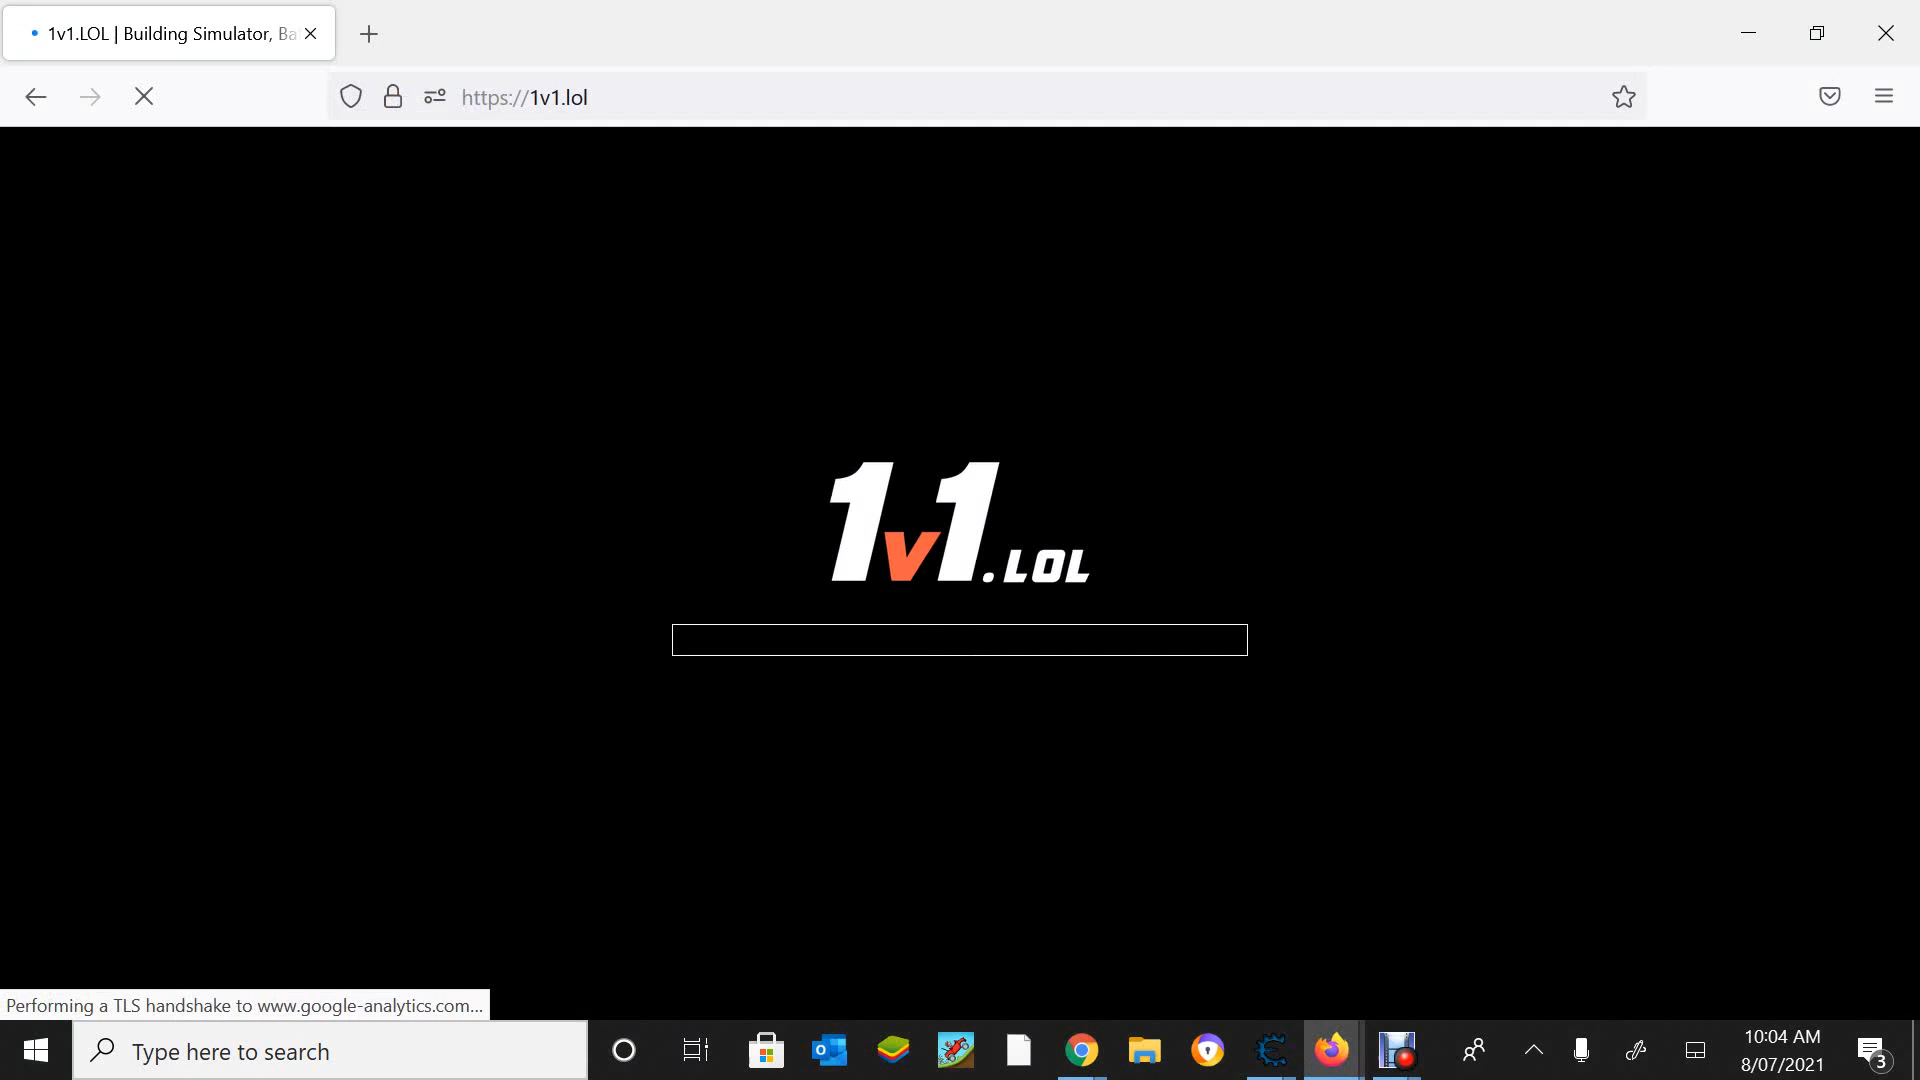 1v1.LOL | Building Simulator, Ba
https://1v1.lol
1v1.LOL
Performing a TLS handshake to www.google-analytics.com...
Type here to search
10:04 AM
8/07/2021
3